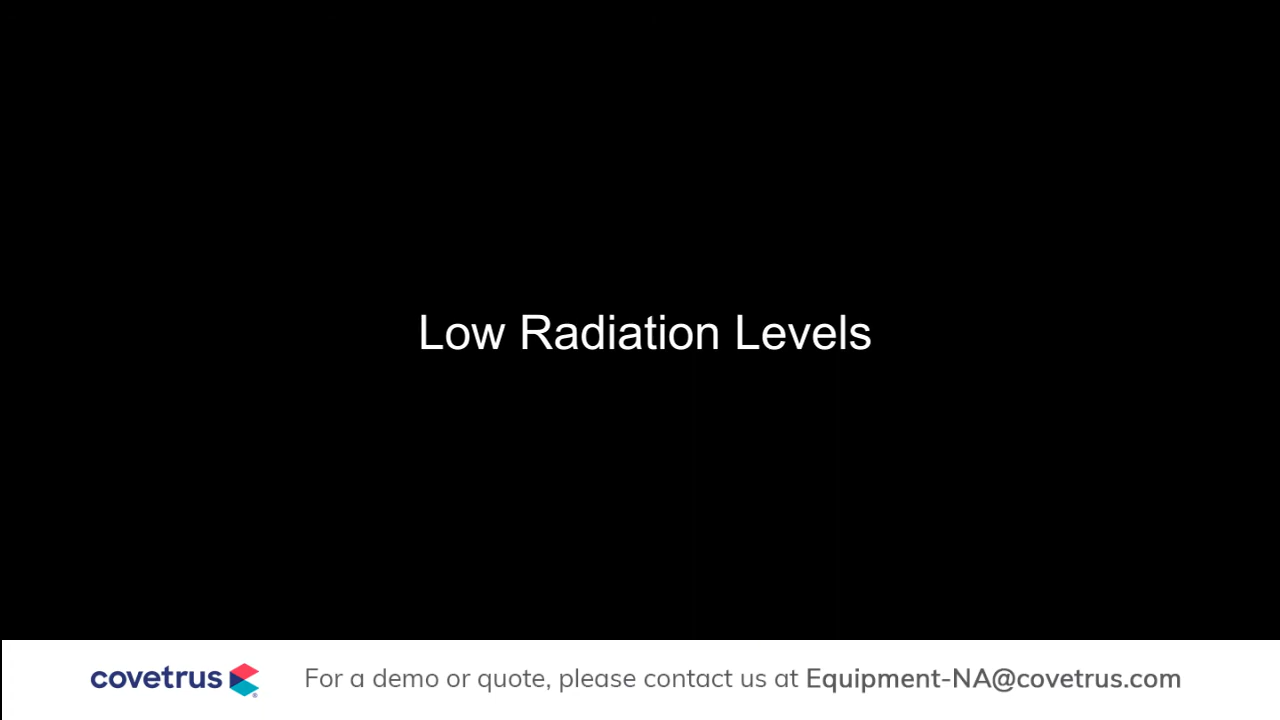 Low Radiation Levels
covetrus For a demo or quote, please contact us at Equipment-NA@covetrus.com